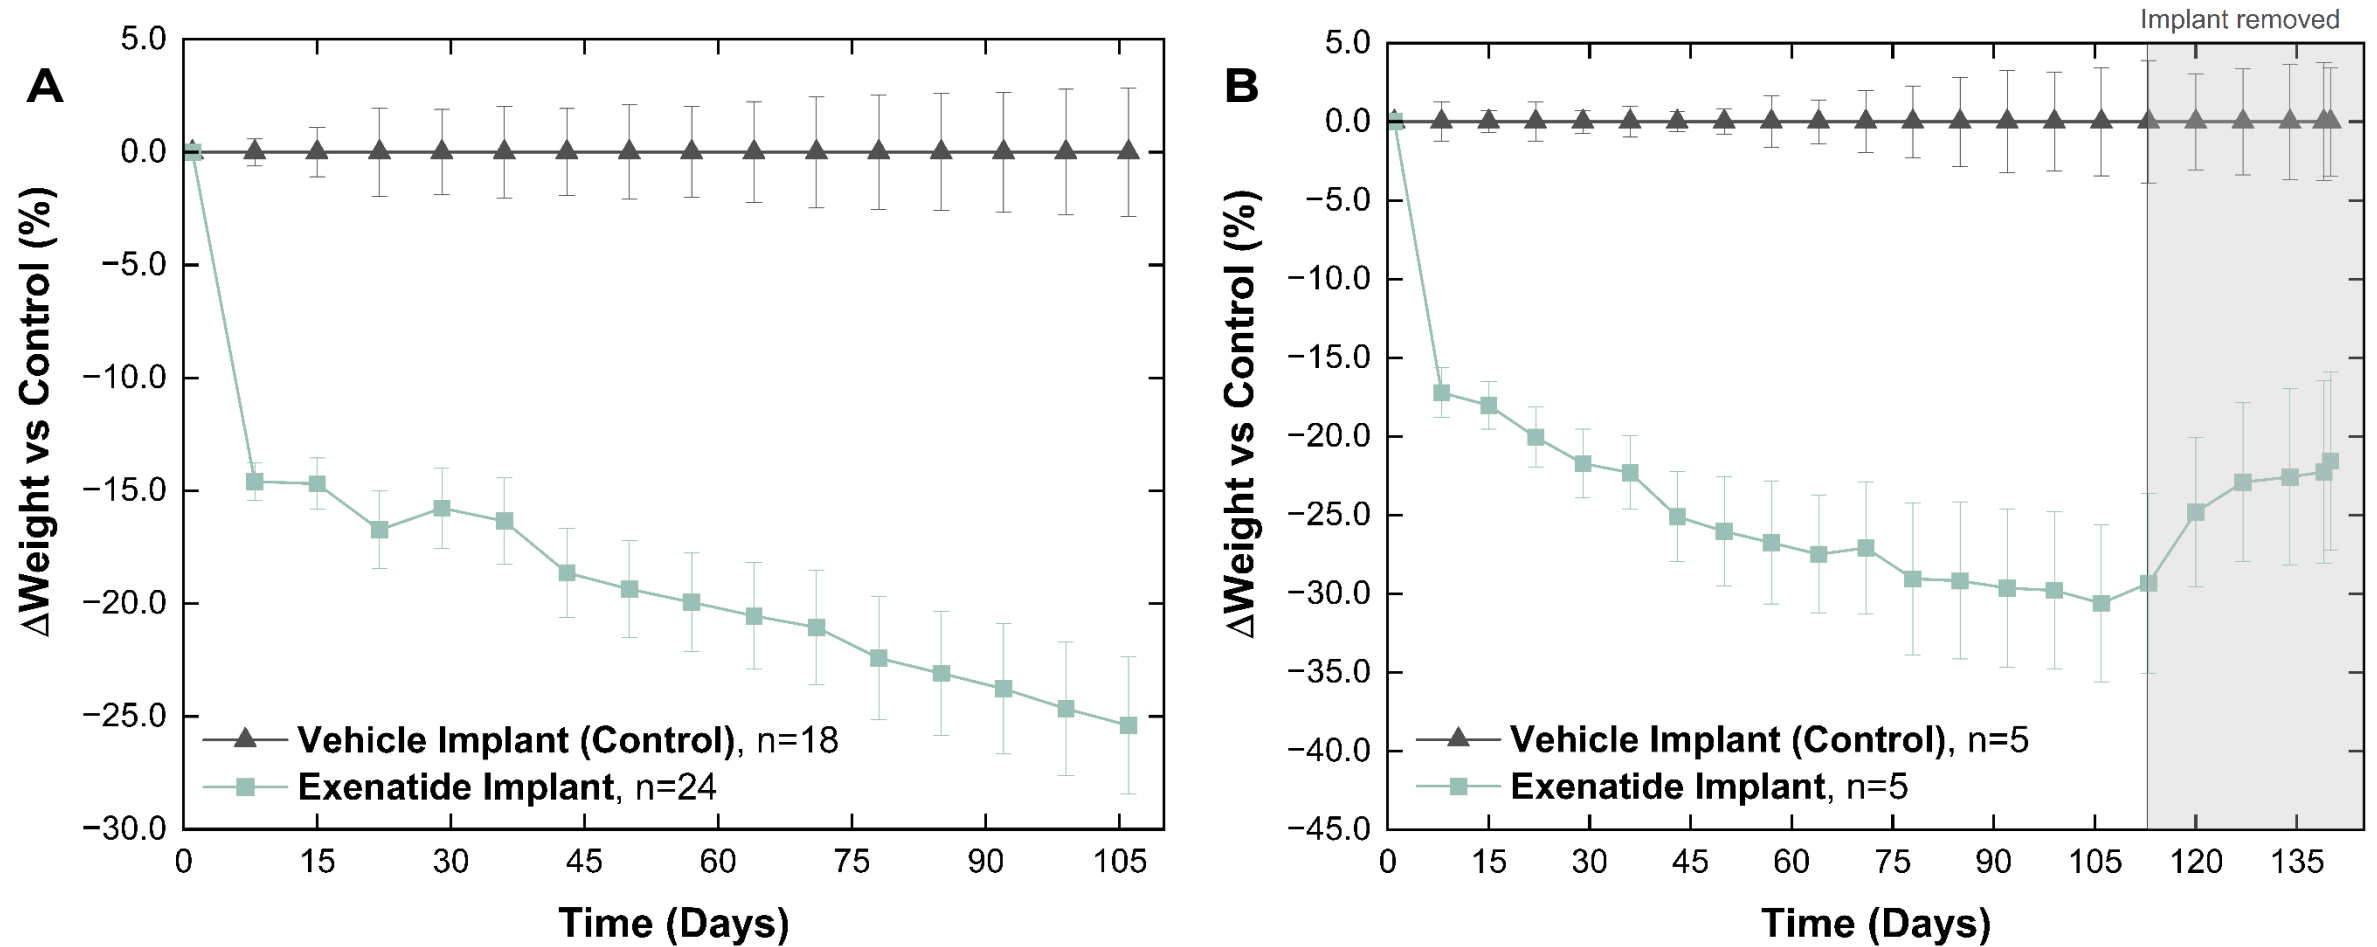 A
5.0
0.0
−5.0
−10.0
−15.0
−20.0
−25.0
−30.0
ΔWeight vs Control (%)
Vehicle Implant (Control), n=18
Exenatide Implant, n=24
0 15 30 45 60 75 90 105
Time (Days)
B
Implant removed
5.0
0.0
−5.0
−10.0
−15.0
−20.0
−25.0
−30.0
−35.0
−40.0
−45.0
ΔWeight vs Control (%)
Vehicle Implant (Control), n=5
Exenatide Implant, n=5
0 15 30 45 60 75 90 105 120 135
Time (Days)